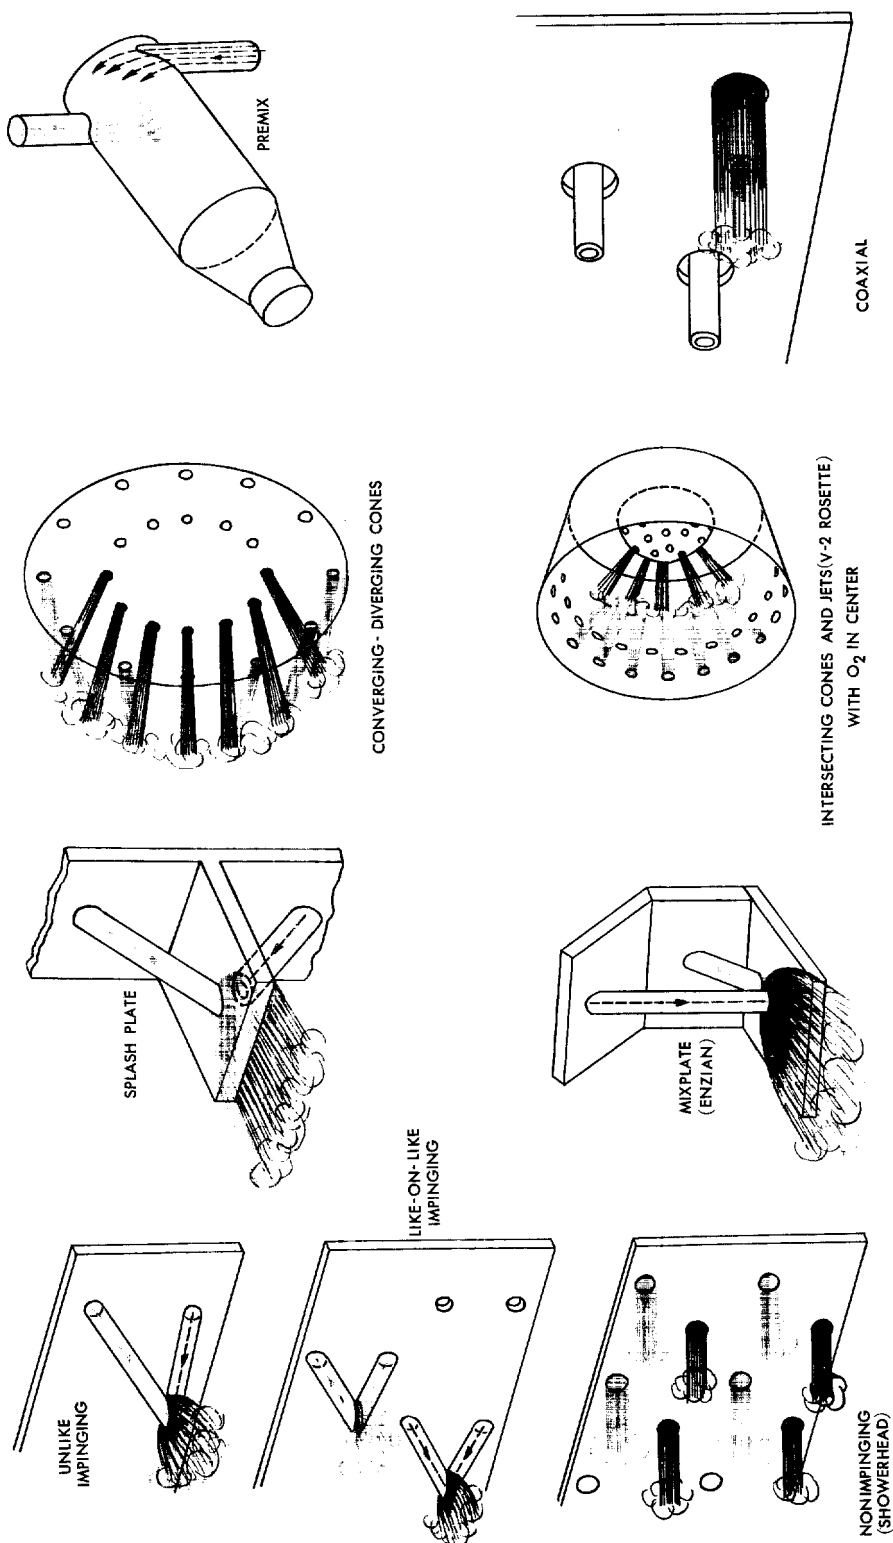 UNLIKE
IMPINGING
SPLASH PLATE
CONVERGING - DIVERGING CONES
PREMIX
LIKE-ON-LIKE
IMPINGING
NONIMPINGING
(SHOWERHEAD)
MIXPLATE
(ENZIAN)
INTERSECTING CONES AND JETS(V-2 ROSETTE)
WITH O2 IN CENTER
COAXIAL